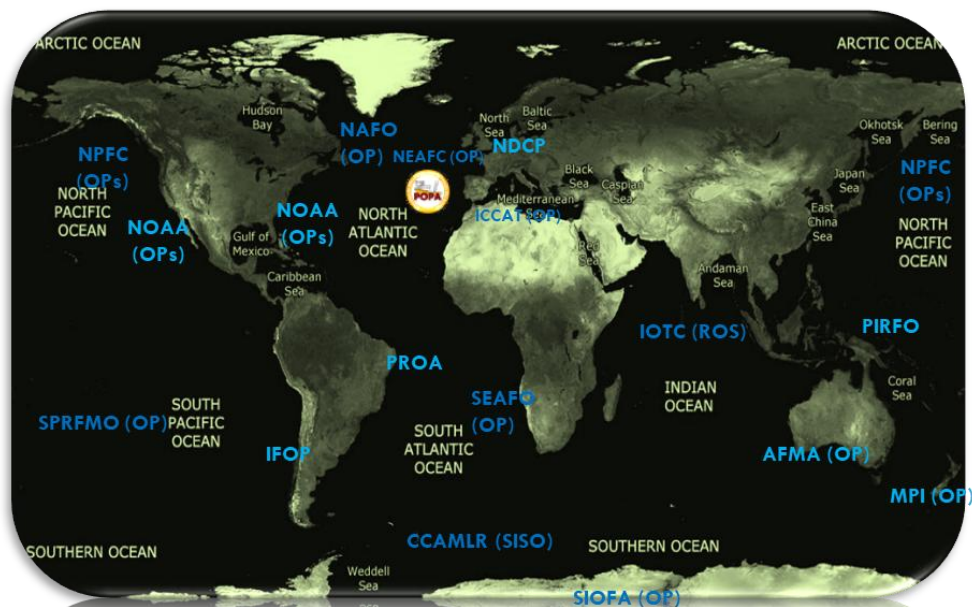 ARCTIC OCEAN
ARCTIC OCEAN
Hudson
Bay
North
Sea
Baltic
Sea
Okhotsk
Sea
Bering
Sea
NAFO
(OP)
NEAFC (OP)
NDCP
NPFC
(OPs)
NPFC
(OPs)
Black
Sea
Caspian
Sea
Japan
Sea
POPA
Mediterranean
Sea
ICCAT (OP)
NORTH
PACIFIC
OCEAN
NOAA
(OPs)
NOAA
(OPs)
Gulf of
Mexico
NORTH
ATLANTIC
OCEAN
East
China
Sea
NORTH
PACIFIC
OCEAN
Red
Sea
Caribbean
Sea
Andaman
Sea
IOTC (ROS)
PIRFO
PROA
SEAFO
(OP)
INDIAN
OCEAN
Coral
Sea
SPRFMO (OP)
SOUTH
PACIFIC
OCEAN
SOUTH
ATLANTIC
OCEAN
IFOP
AFMA (OP)
MPI (OP)
CCAMLR (SISO)
SOUTHERN OCEAN
SOUTHERN OCEAN
Weddell
Sea
SIOFA (OP)